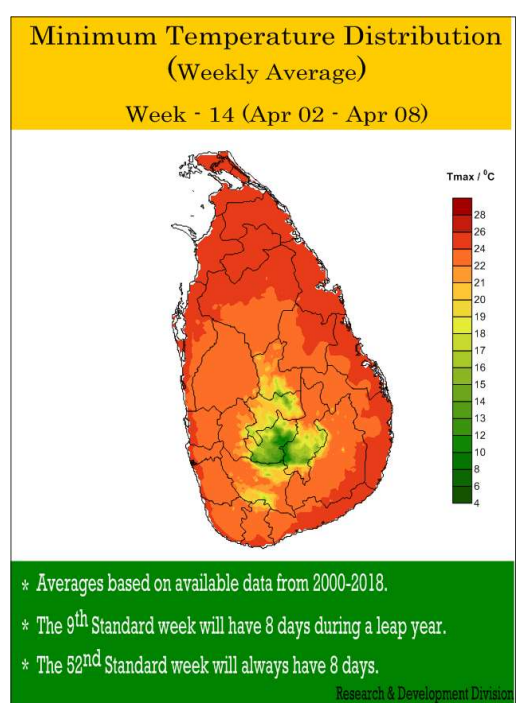 Minimum Temperature Distribution
(Weekly Average)
Week - 14 (Apr 02 - Apr 08)
Tmax / ⁰C
28
26
24
22
21
20
19
18
17
16
15
14
13
12
10
8
6
4
* Averages based on available data from 2000-2018.
* The 9th Standard week will have 8 days during a leap year.
* The 52nd Standard week will always have 8 days.
Research & Development Division